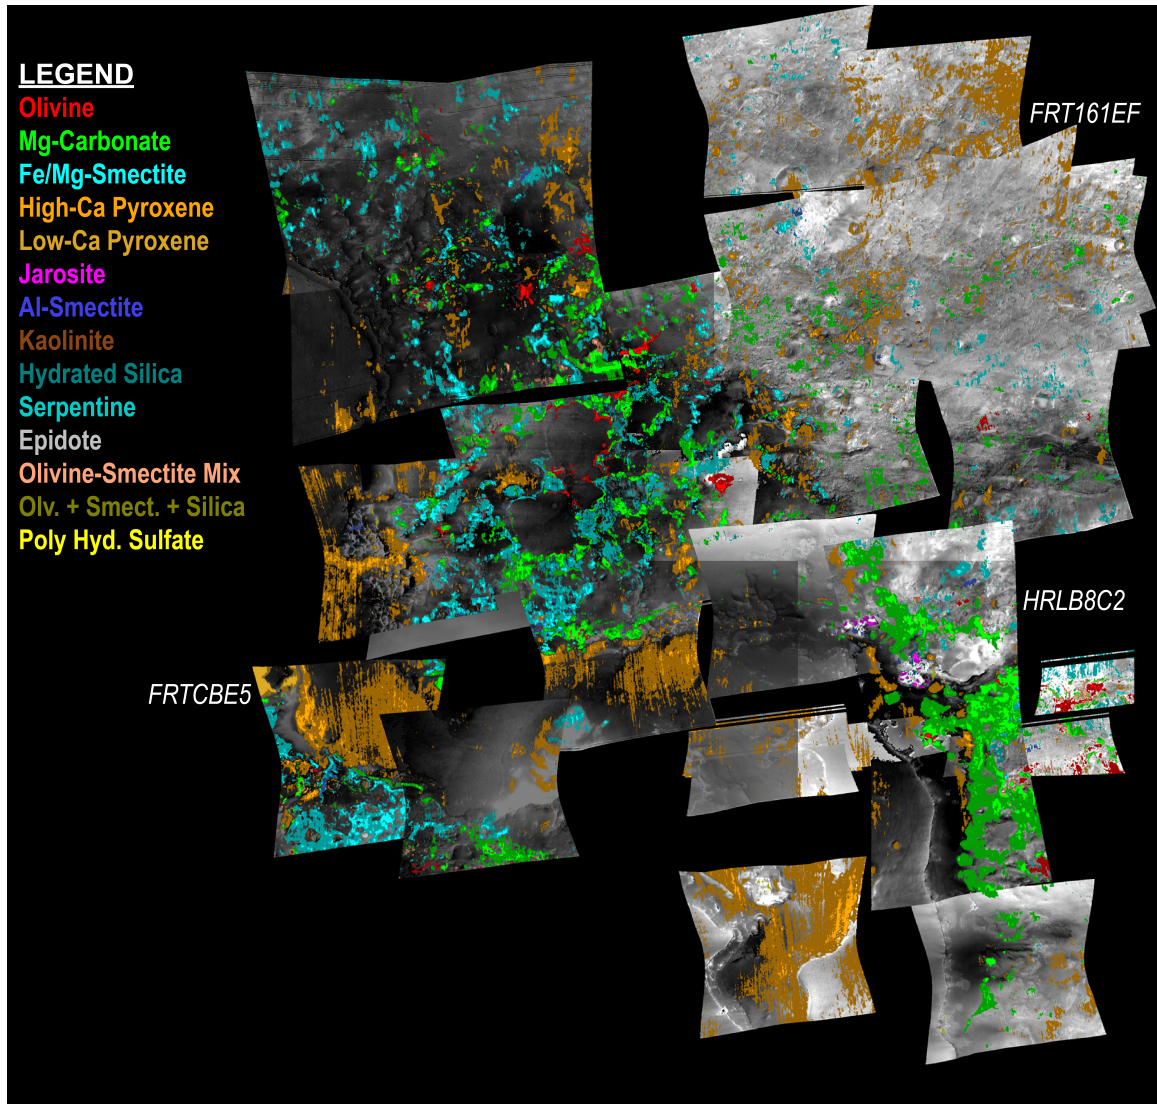 LEGEND
Olivine
Mg-Carbonate
Fe/Mg-Smectite
High-Ca Pyroxene
Low-Ca Pyroxene
Jarosite
Al-Smectite
Kaolinite
Hydrated Silica
Serpentine
Epidote
Olivine-Smectite Mix
Olv. + Smect. + Silica
Poly Hyd. Sulfate
FRT161EF
HRLB8C2
FRTCBE5